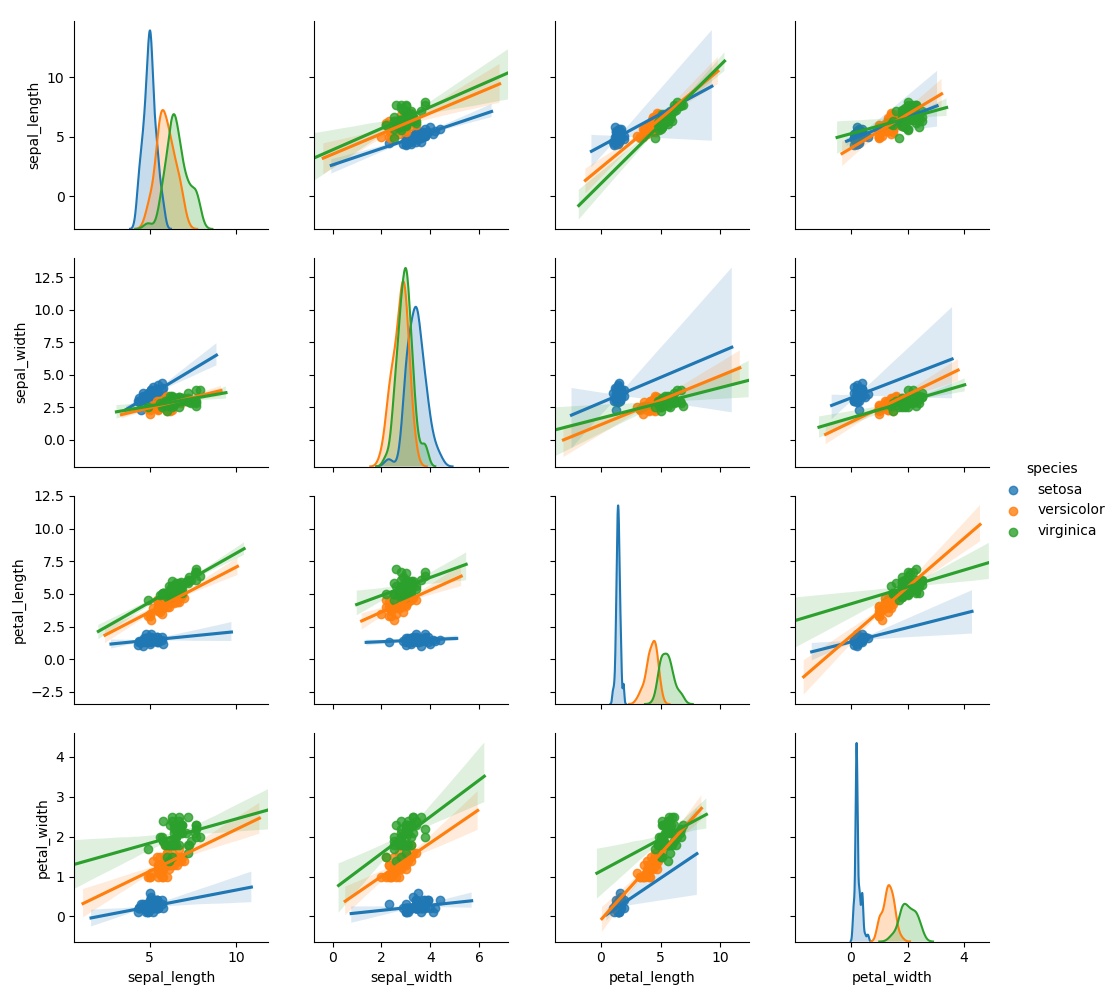 sepal_length
10
5
0
sepal_width
12.5
10.0
7.5
5.0
2.5
0.0
species
setosa
versicolor
virginica
petal_length
12.5
10.0
7.5
5.0
2.5
0.0
−2.5
petal_width
4
3
2
1
0
5 10 0 2 4 6 0 5 10 0 2 4
sepal_length sepal_width petal_length petal_width